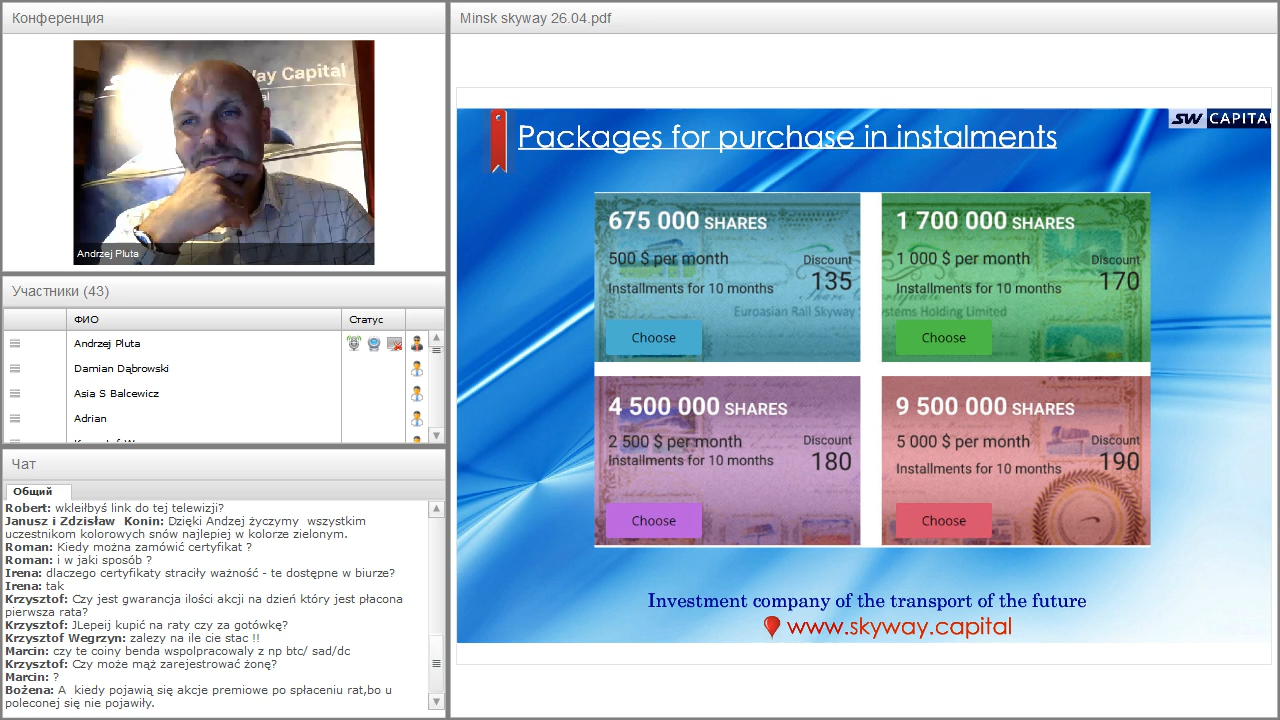 Конференция
way Capital
al
Andrzej Pluta
Участники (43)
ФИО
Статус
Andrzej Pluta
Damian Dąbrowski
Asia S Balcewicz
Adrian
Чат
Общий
Robert: wkleiłbyś link do tej telewizji?
Janusz i Zdzisław Konin: Dzięki Andzej życzymy wszystkim
uczestnikom kolorowych snów najlepiej w kolorze zielonym.
Roman: Kiedy można zamówić certyfikat ?
Roman: i w jaki sposób ?
Irena: dlaczego certyfikaty straciły ważność - te dostępne w biurze?
Irena: tak
Krzysztof: Czy jest gwarancja ilości akcji na dzień który jest płacona
pierwsza rata?
Krzysztof: JLepeij kupić na raty czy za gotówkę?
Krzysztof Wegrzyn: zalezy na ile cie stac !!
Marcin: czy te coiny benda wspolpracowaly z np btc/ sad/dc
Krzysztof: Czy może mąż zarejestrować żonę?
Marcin: ?
Bożena: A kiedy pojawią się akcje premiowe po spłaceniu rat,bo u
poleconej się nie pojawiły.
Minsk skyway 26.04.pdf
SW CAPITA
Packages for purchase in instalments
675 000 SHARES
500 $ per month
Discount
135
Installments for 10 months
Choose
1 700 000 SHARES
1 000 $ per month
Discount
170
Installments for 10 months
Choose
Share Certificate
Euroasian Rail Skyway Systems Holding Limited
4 500 000 SHARES
2 500 $ per month
Discount
180
Installments for 10 months
Choose
9 500 000 SHARES
5 000 $ per month
Discount
190
Installments for 10 months
Choose
Investment company of the transport of the future
www.skyway.capital